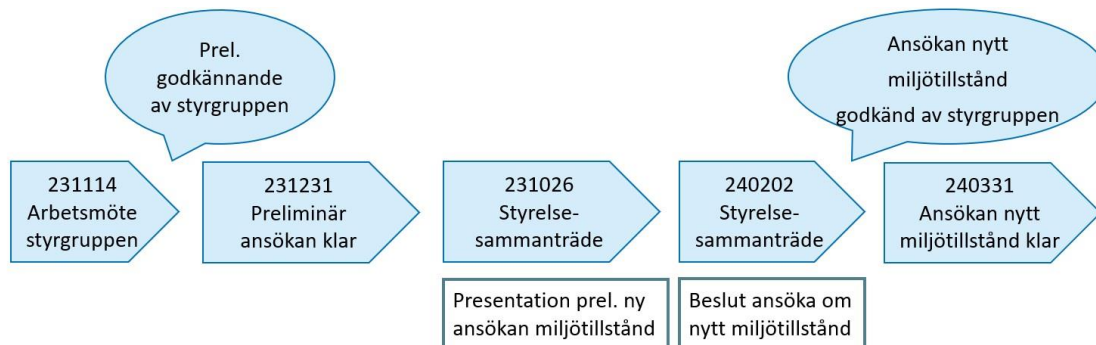 Prel.
godkännande
av styrgruppen
Ansökan nytt
miljötillstånd
godkänd av styrgruppen
231114
Arbetsmöte
styrgruppen
231231
Preliminär
ansökan klar
231026
Styrelse-
sammanträde
240202
Styrelse-
sammanträde
240331
Ansökan nytt
miljötillstånd klar
Presentation prel. ny
ansökan miljötillstånd
Beslut ansöka om
nytt miljötillstånd